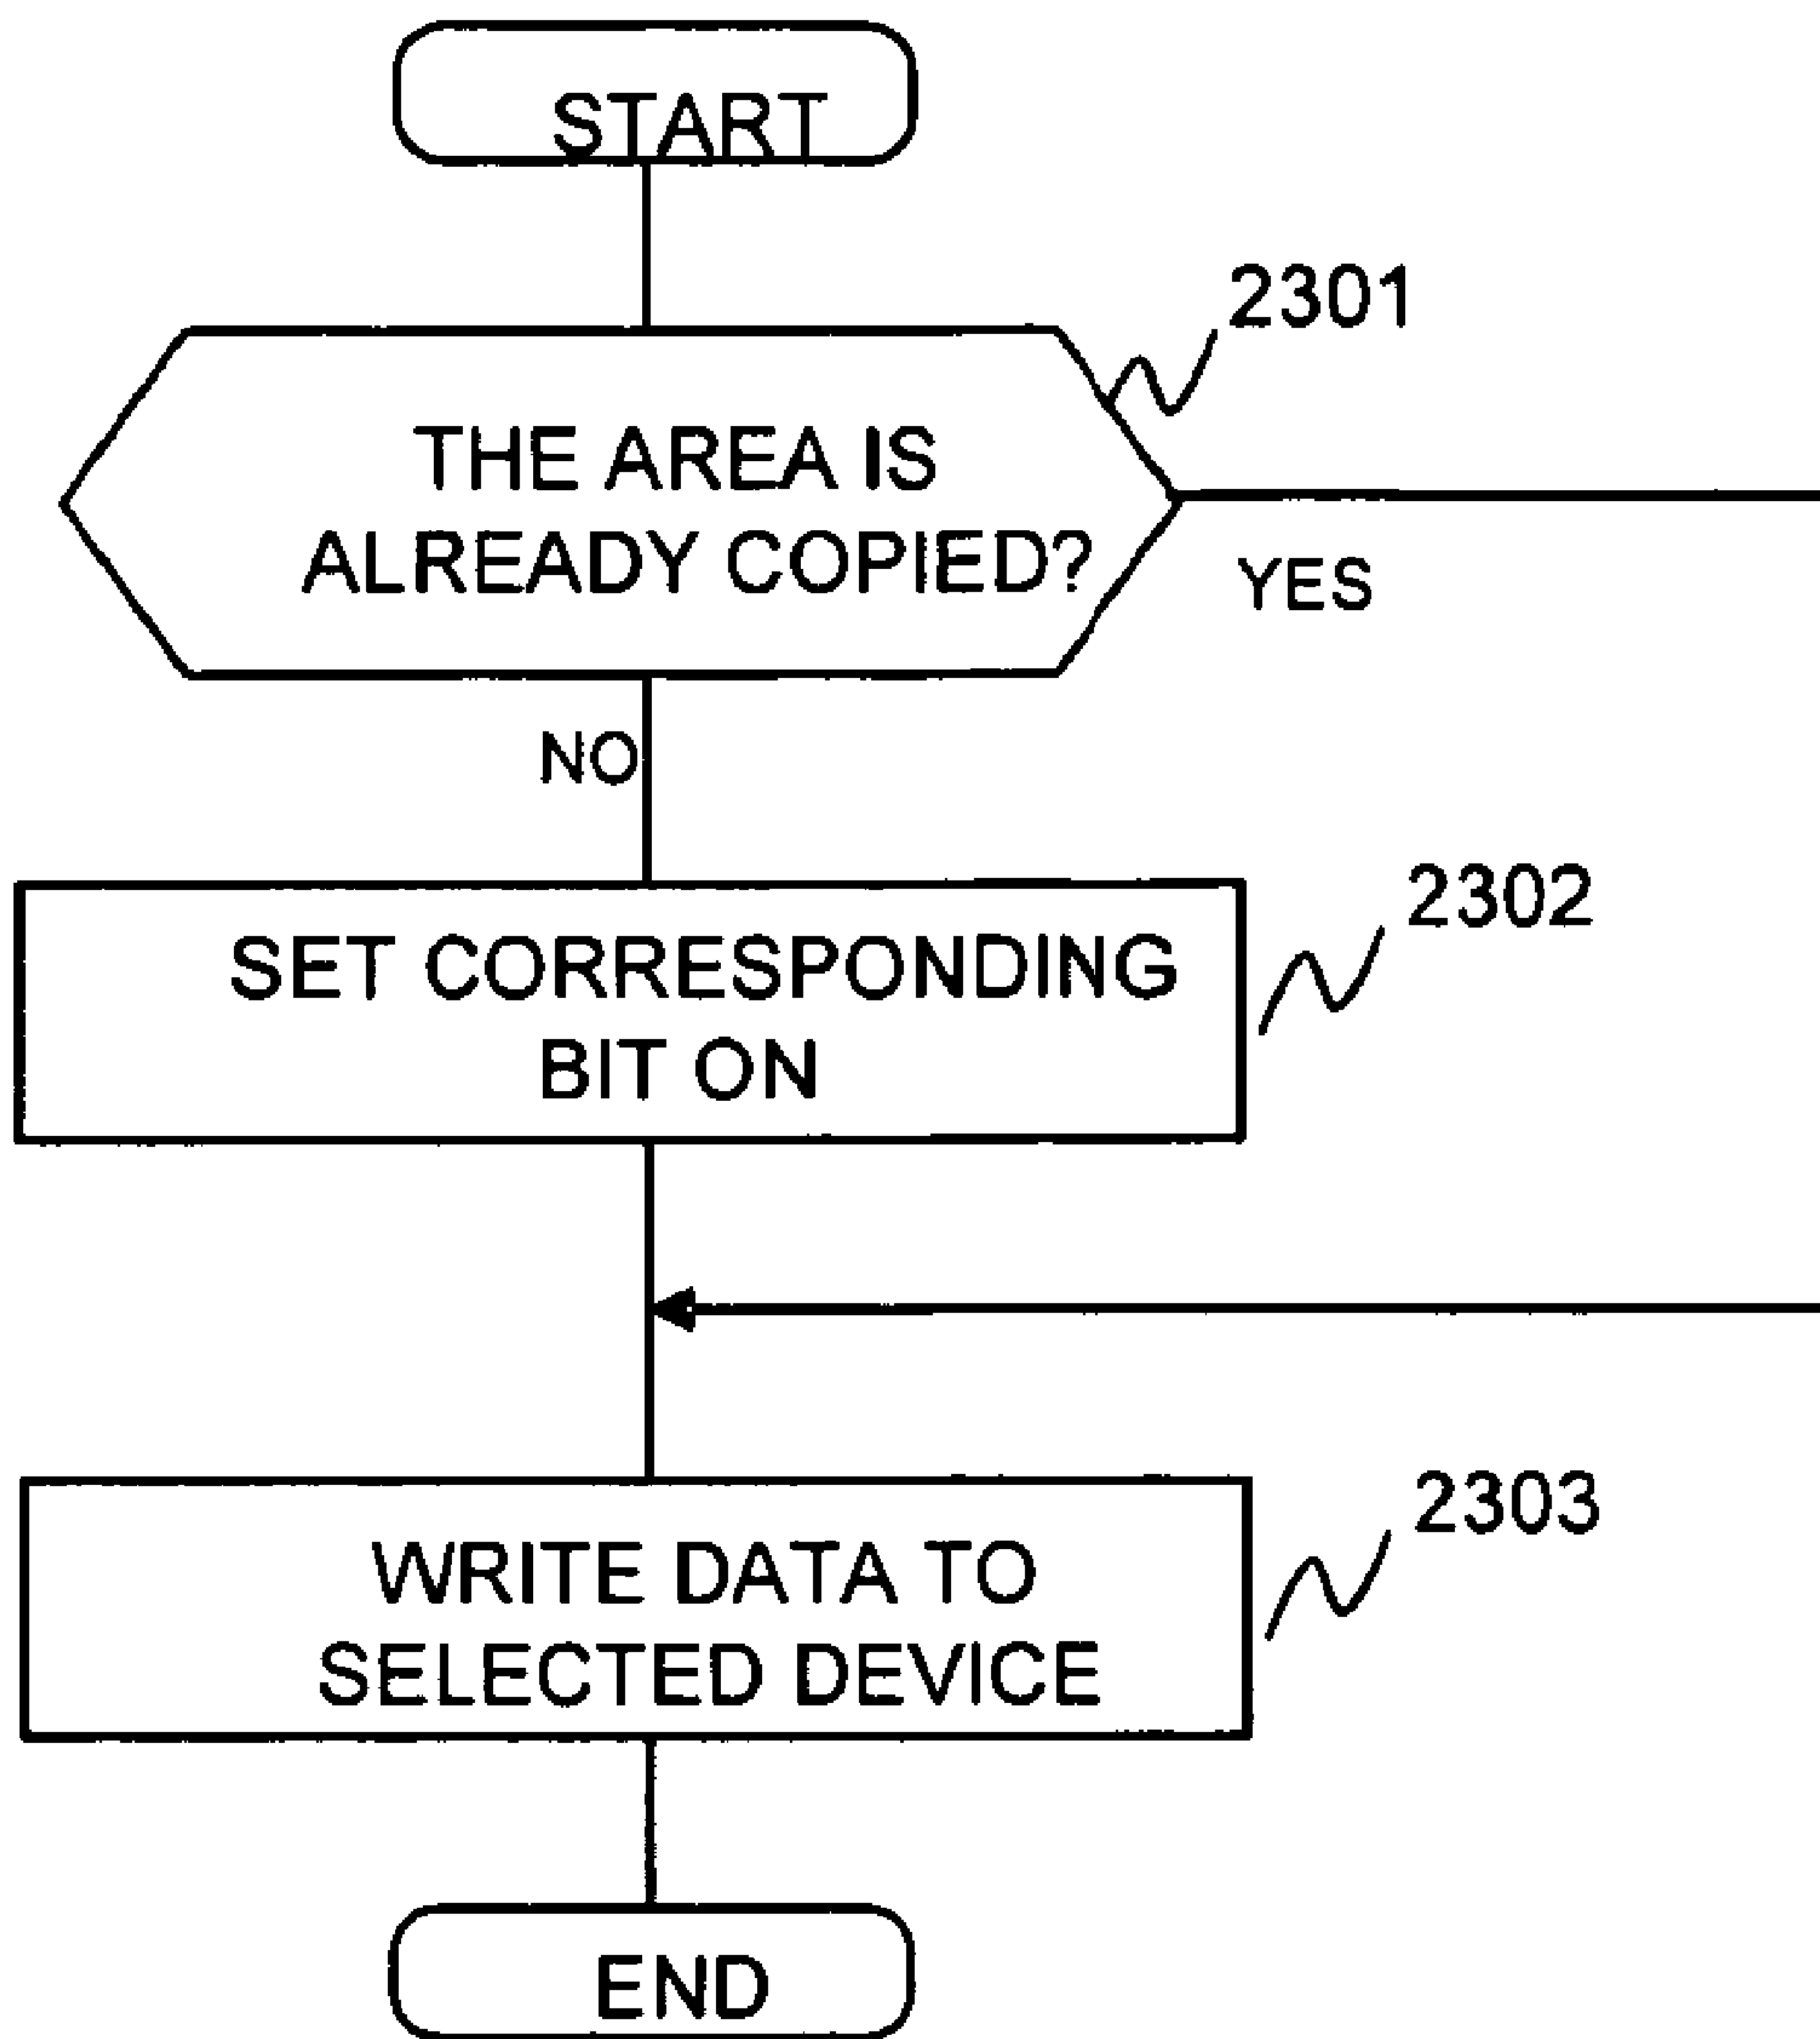 START
2301
THE AREA IS
ALREADY COPIED?
YES
NO
2302
SET CORRESPONDING
BIT ON
2303
WRITE DATA TO
SELECTED DEVICE
END